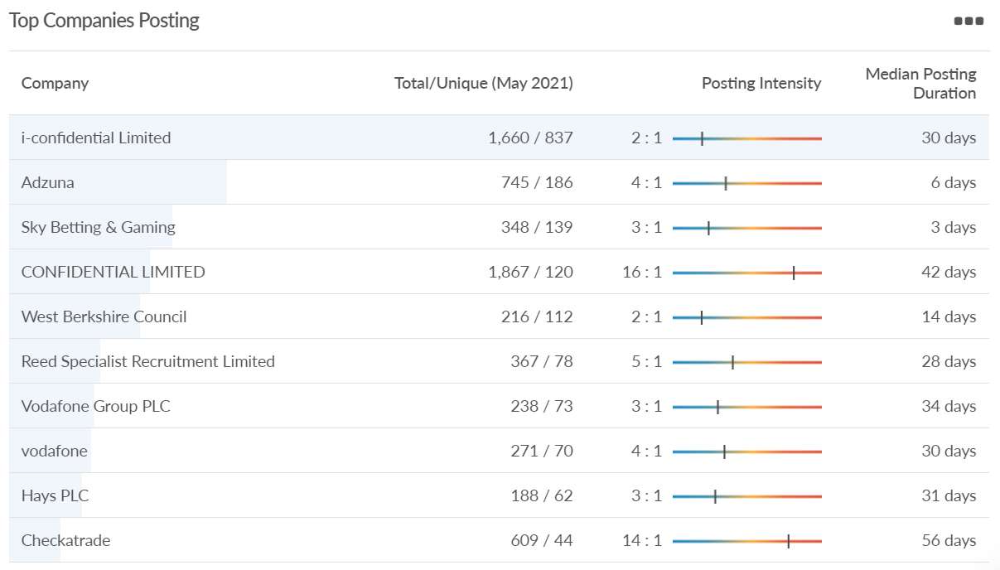 Top Companies Posting
Company Total/Unique (May 2021) Posting Intensity Median Posting Duration
i-confidential Limited 1,660 / 837 2 : 1 30 days
Adzuna 745 / 186 4 : 1 6 days
Sky Betting & Gaming 348 / 139 3 : 1 3 days
CONFIDENTIAL LIMITED 1,867 / 120 16 : 1 42 days
West Berkshire Council 216 / 112 2 : 1 14 days
Reed Specialist Recruitment Limited 367 / 78 5 : 1 28 days
Vodafone Group PLC 238 / 73 3 : 1 34 days
vodafone 271 / 70 4 : 1 30 days
Hays PLC 188 / 62 3 : 1 31 days
Checkatrade 609 / 44 14 : 1 56 days